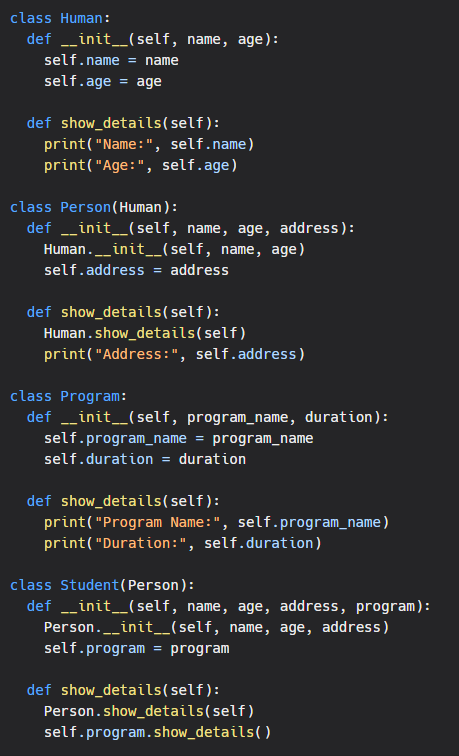 class Human:
  def __init__(self, name, age):
    self.name = name
    self.age = age

  def show_details(self):
    print("Name:", self.name)
    print("Age:", self.age)

class Person(Human):
  def __init__(self, name, age, address):
    Human.__init__(self, name, age)
    self.address = address

  def show_details(self):
    Human.show_details(self)
    print("Address:", self.address)

class Program:
  def __init__(self, program_name, duration):
    self.program_name = program_name
    self.duration = duration

  def show_details(self):
    print("Program Name:", self.program_name)
    print("Duration:", self.duration)

class Student(Person):
  def __init__(self, name, age, address, program):
    Person.__init__(self, name, age, address)
    self.program = program

  def show_details(self):
    Person.show_details(self)
    self.program.show_details()